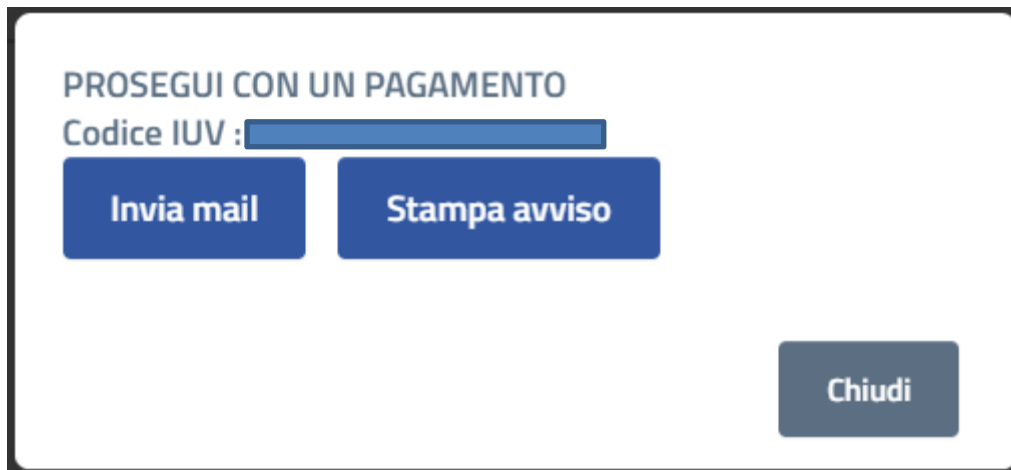 PROSEGUI CON UN PAGAMENTO
Codice IUV :
Invia mail Stampa avviso
Chiudi